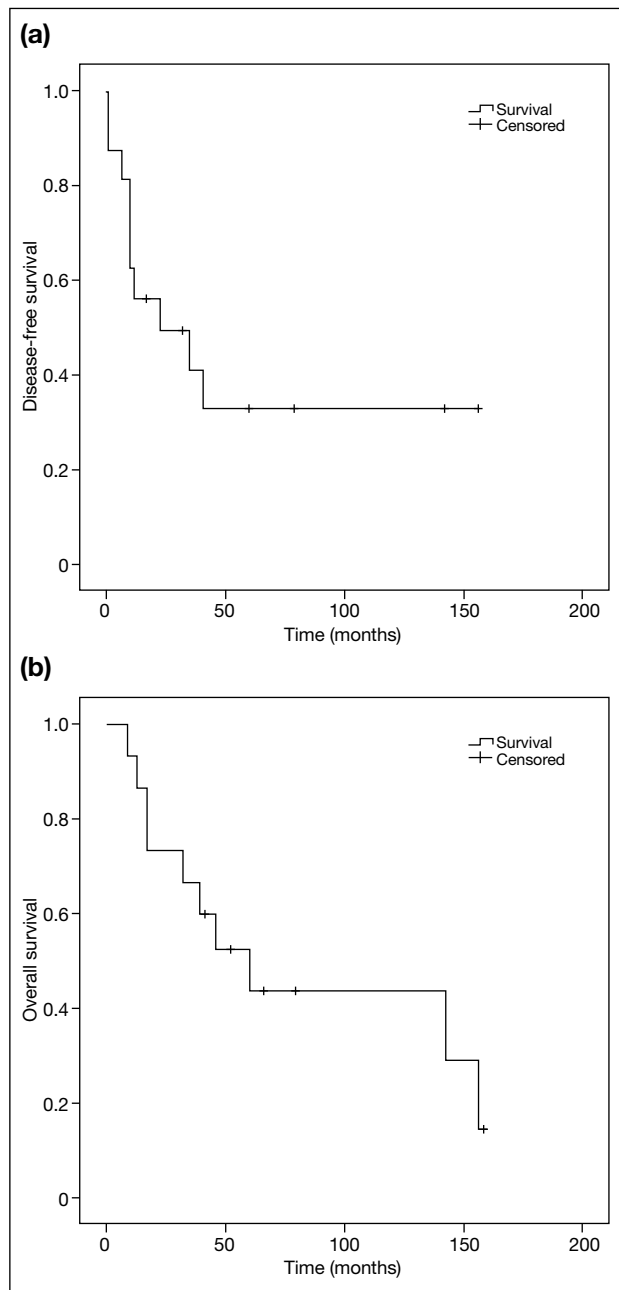 (a)
Disease-free survival
1.0
0.8
0.6
0.4
0.2
0
Survival
Censored
0 50 100 150 200
Time (months)
(b)
Overall survival
1.0
0.8
0.6
0.4
0.2
0
Survival
Censored
0 50 100 150 200
Time (months)